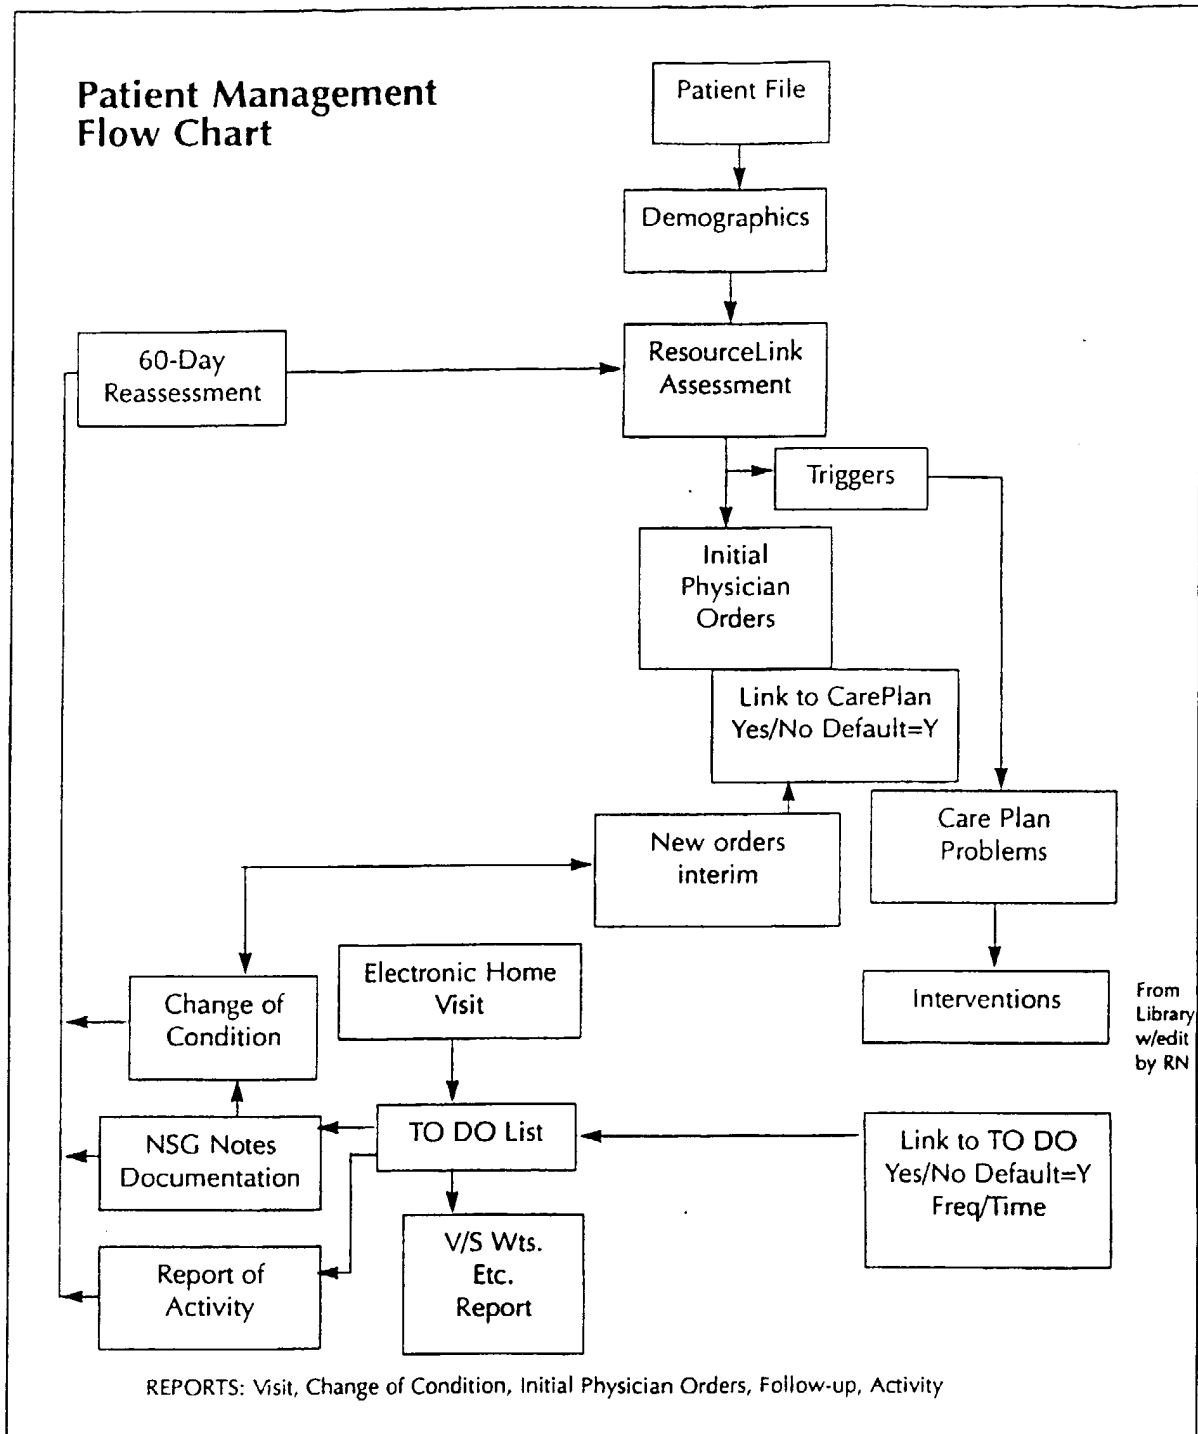 Patient Management
Flow Chart
Patient File
Demographics
60-Day
Reassessment
ResourceLink
Assessment
Triggers
Initial
Physician
Orders
Link to CarePlan
Yes/No Default=Y
New orders
interim
Care Plan
Problems
Electronic Home
Visit
Change of
Condition
Interventions
From
Library
w/edit
by RN
NSG Notes
Documentation
TO DO List
Link to TO DO
Yes/No Default=Y
Freq/Time
V/S Wts.
Etc.
Report
Report of
Activity
REPORTS: Visit, Change of Condition, Initial Physician Orders, Follow-up, Activity